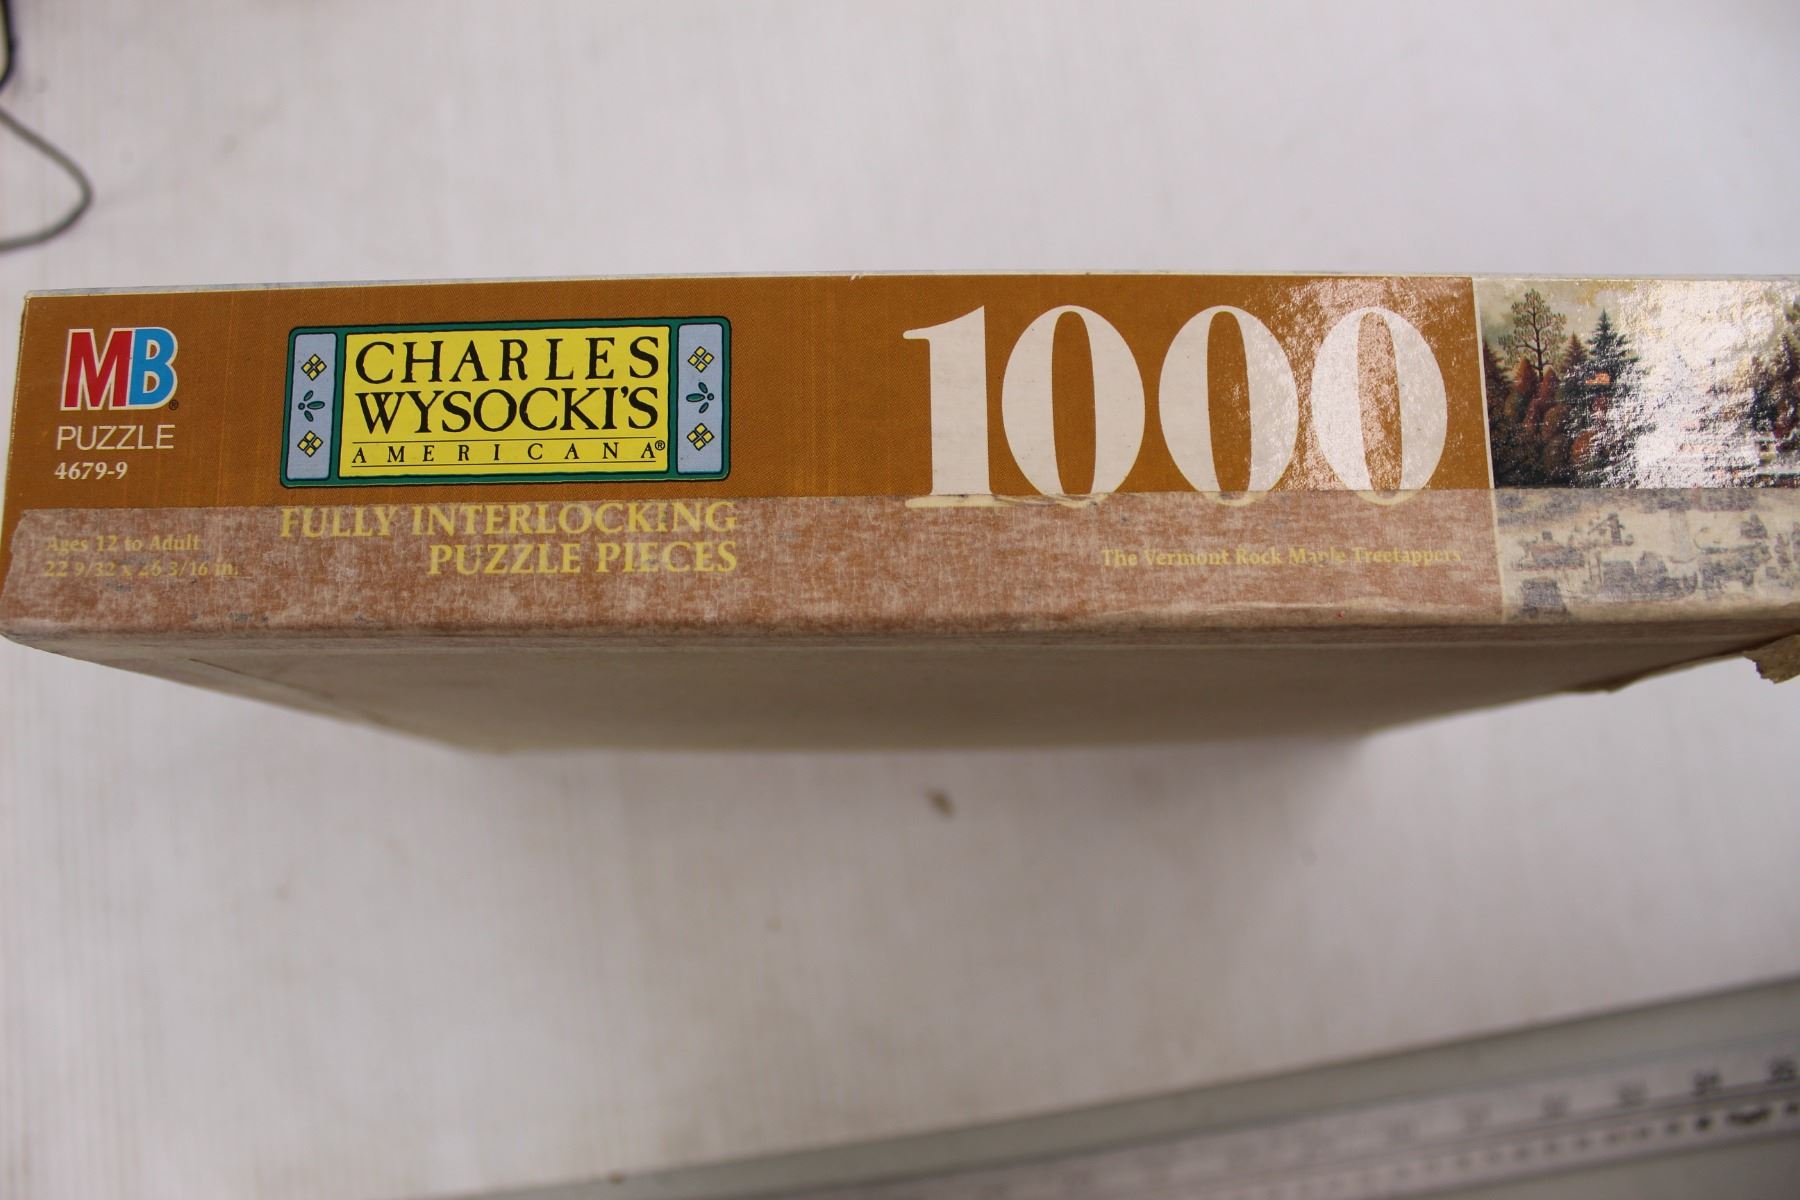 MB®
PUZZLE
4679-9
Ages 12 to Adult
22 9/32 x 26 3/16 in.
CHARLES
WYSOCKI'S
AMERICANA®
FULLY INTERLOCKING
PUZZLE PIECES
1000
The Vermont Rock Maple Treetappers